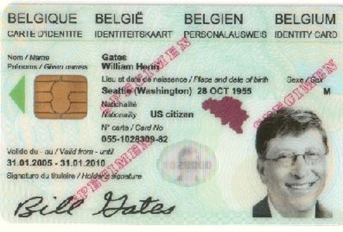 BELGIQUE BELGIË BELGIEN BELGIUM
CARTE D'IDENTITE IDENTITEITSKAART PERSONALAUSWEIS IDENTITY CARD
Nom / Name Gates
Prénoms / Given names William Henri
Lieu et date de naissance / Place and date of birth Sexe / Sex
Seattle (Washington) 28 OCT 1955 M
Nationalité
Nationality US citizen
N° carte / Card No
055-1028309-82
Valide du - au / Valid from - until
31.01.2005 - 31.01.2010
Signature du titulaire / Holder's signature
Bill Gates
SPECIMEN
SPECIMEN
SPECIMEN